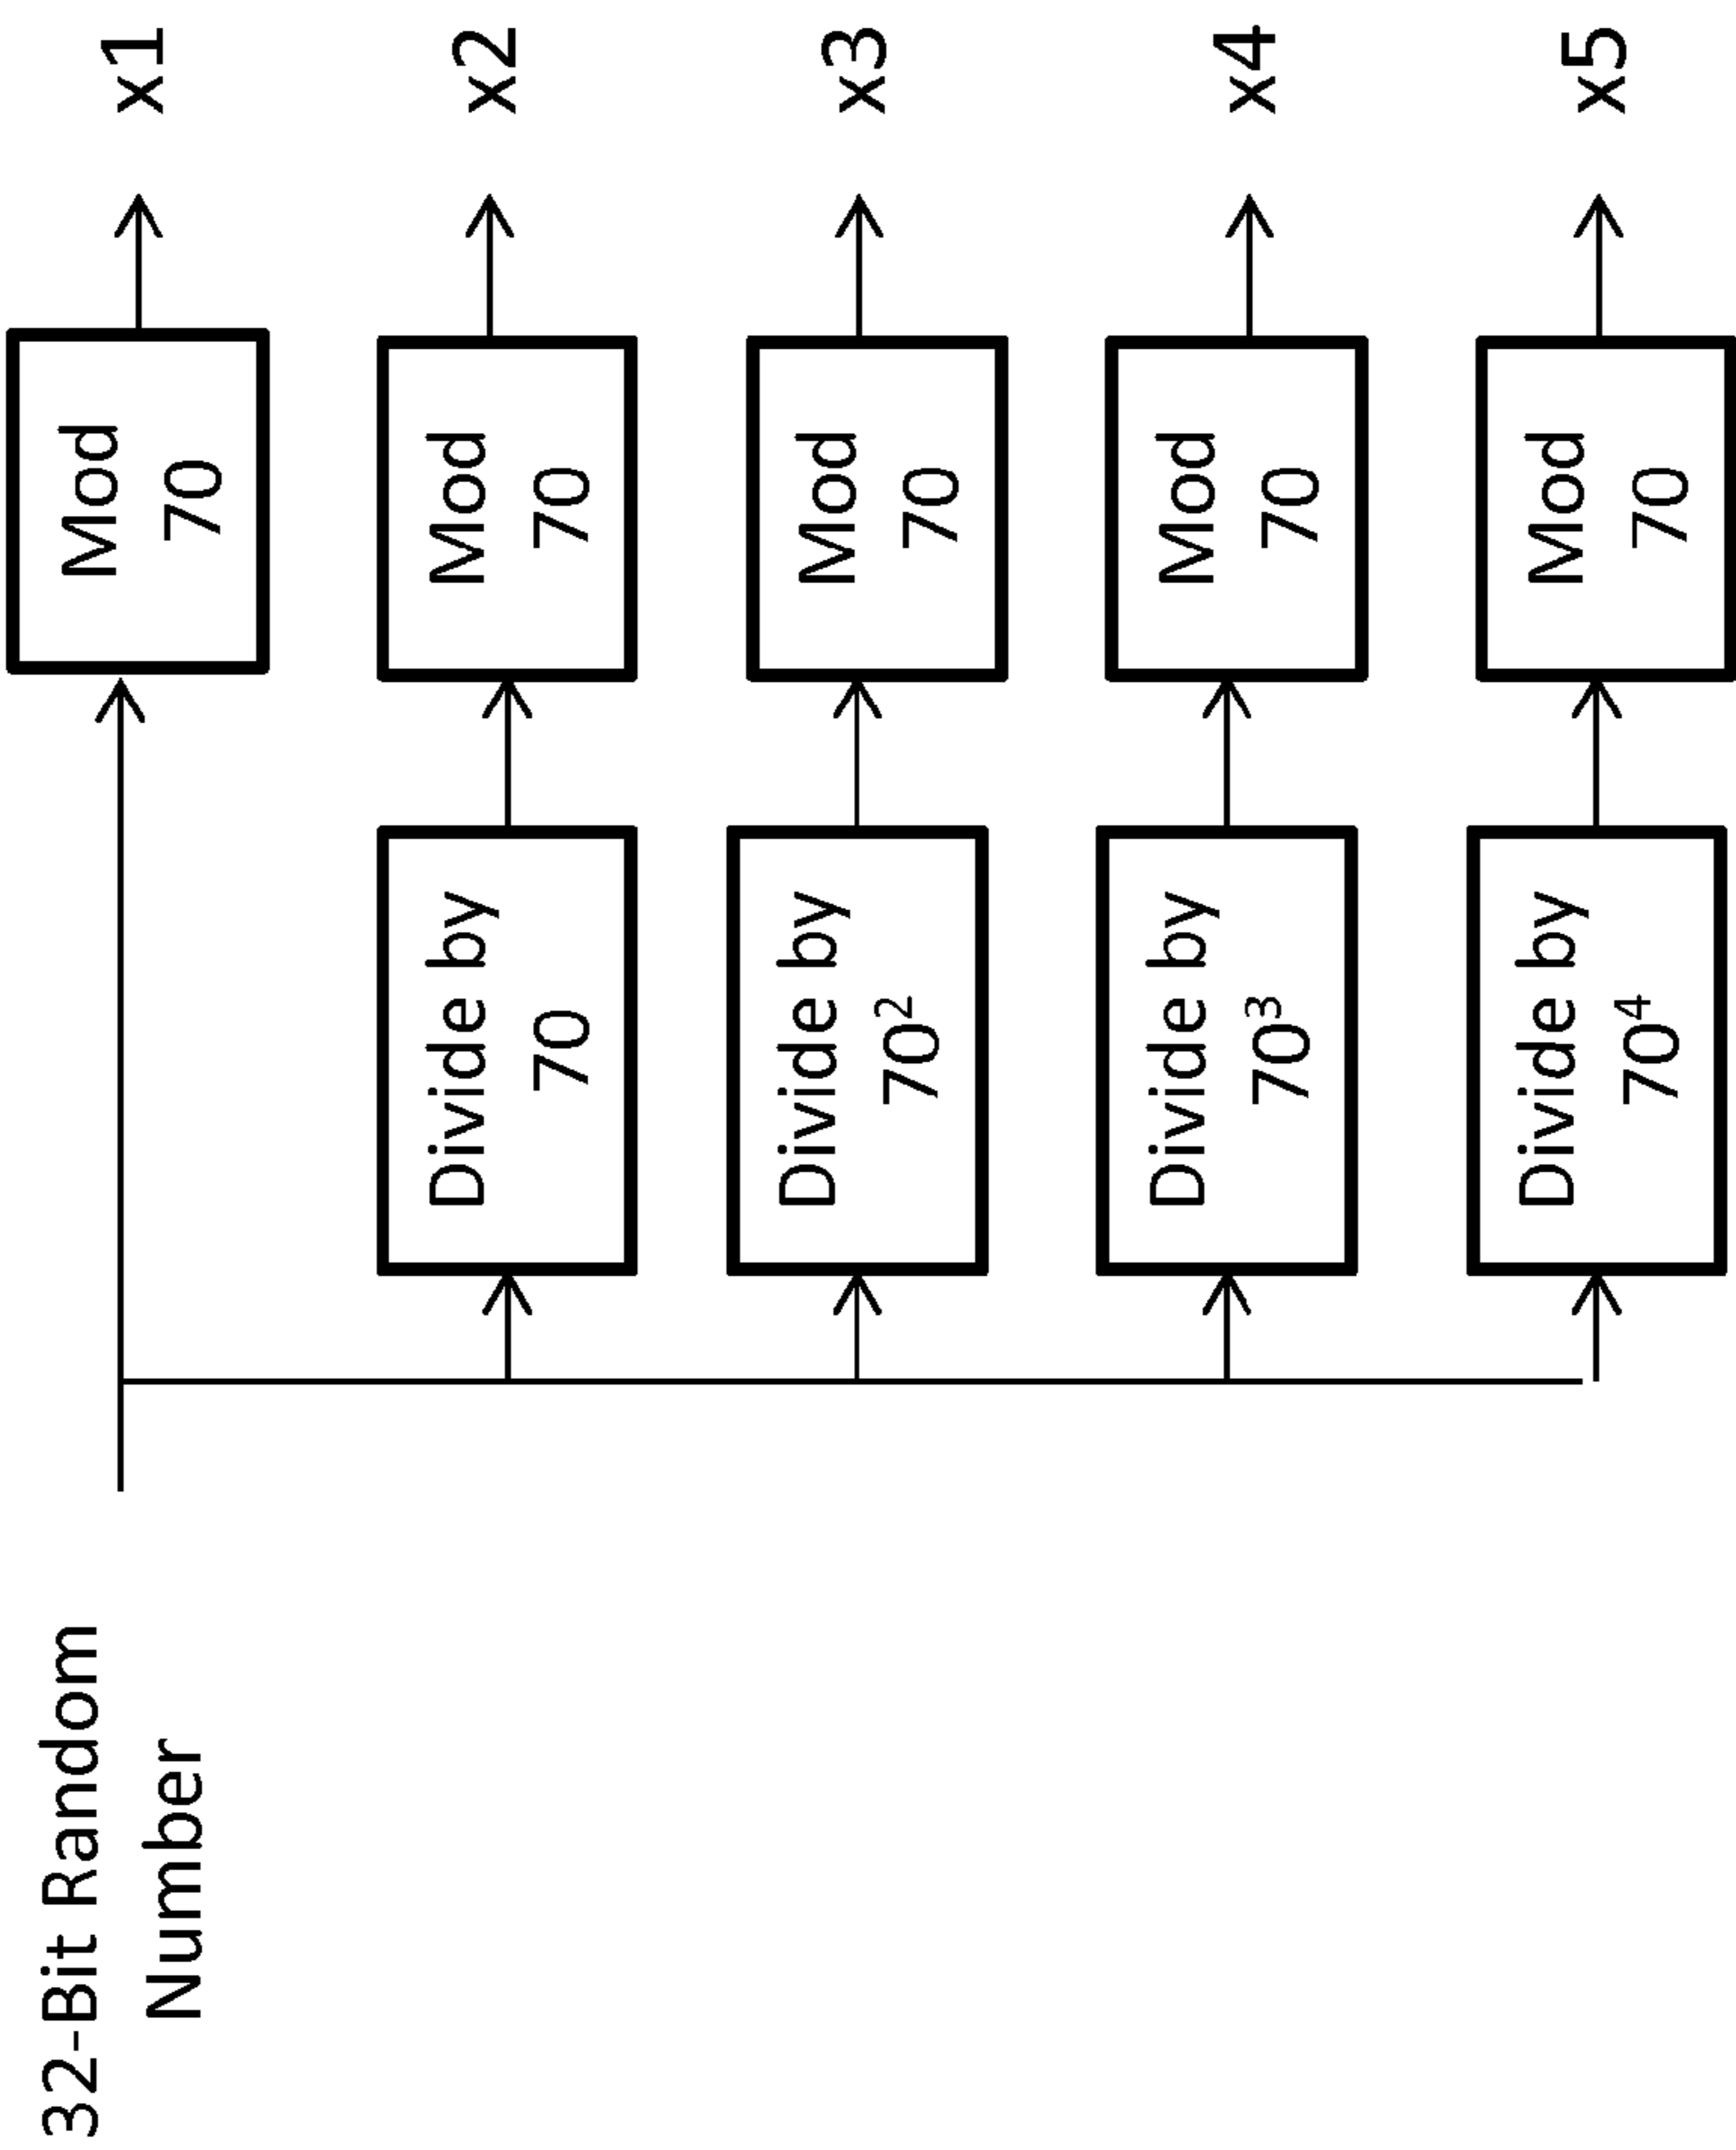 32-Bit Random
Number
Mod
70
x1
Divide by
70
Mod
70
x2
Divide by
70²
Mod
70
x3
Divide by
70³
Mod
70
x4
Divide by
70⁴
Mod
70
x5